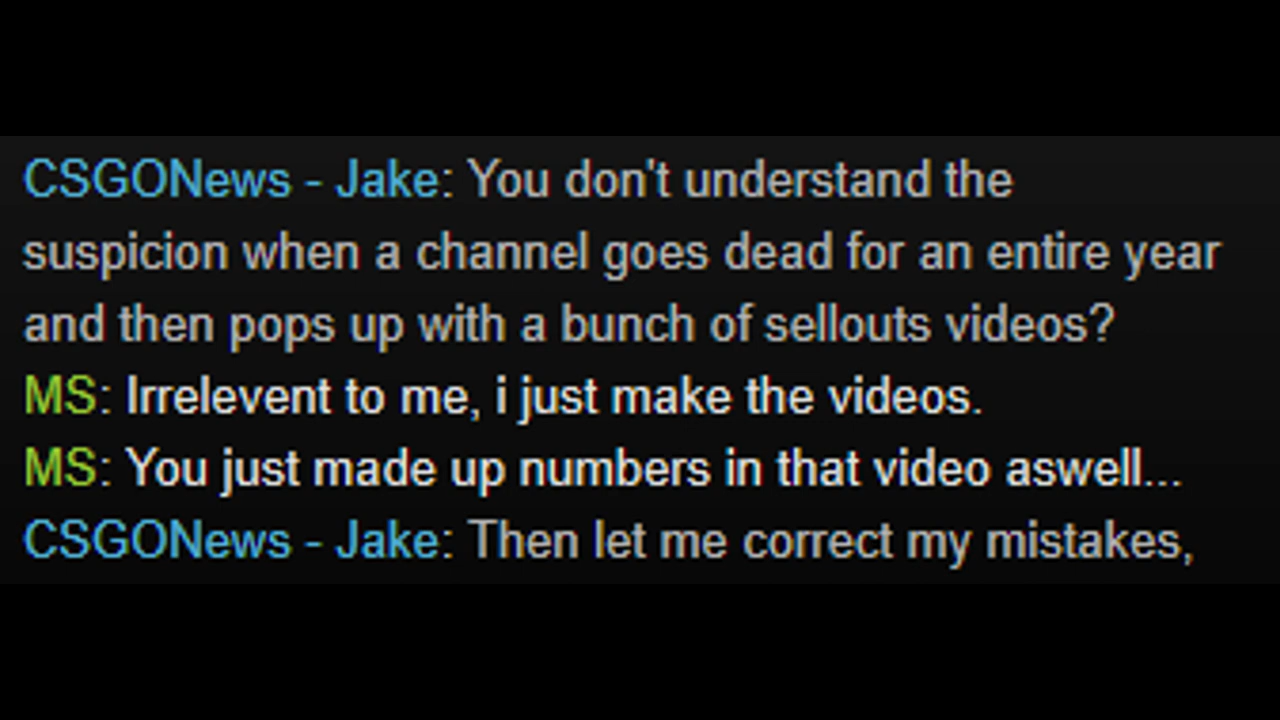 CSGONews - Jake: You don't understand the
suspicion when a channel goes dead for an entire year
and then pops up with a bunch of sellouts videos?
MS: Irrelevent to me, i just make the videos.
MS: You just made up numbers in that video aswell...
CSGONews - Jake: Then let me correct my mistakes,